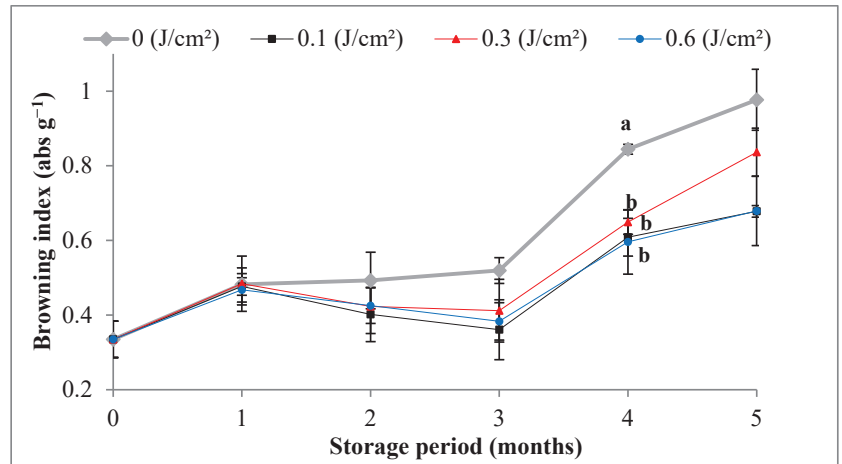 0 (J/cm²) 0.1 (J/cm²) 0.3 (J/cm²) 0.6 (J/cm²)
Browning index (abs g⁻¹)
1
0.8
0.6
0.4
0.2
a
b
b
b
0 1 2 3 4 5
Storage period (months)